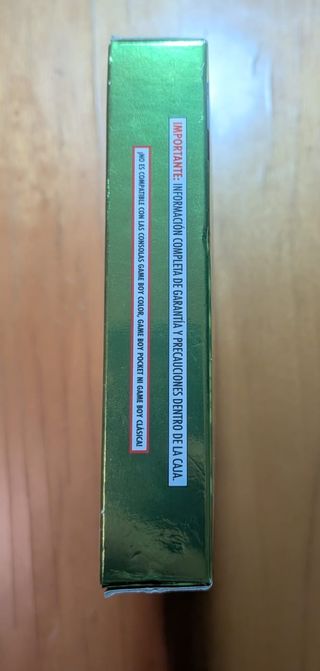 IMPORTANTE: INFORMACIÓN COMPLETA DE GARANTÍA Y PRECAUCIONES DENTRO DE LA CAJA.
¡NO ES COMPATIBLE CON LAS CONSOLAS GAME BOY COLOR, GAME BOY POCKET NI GAME BOY CLÁSICA!